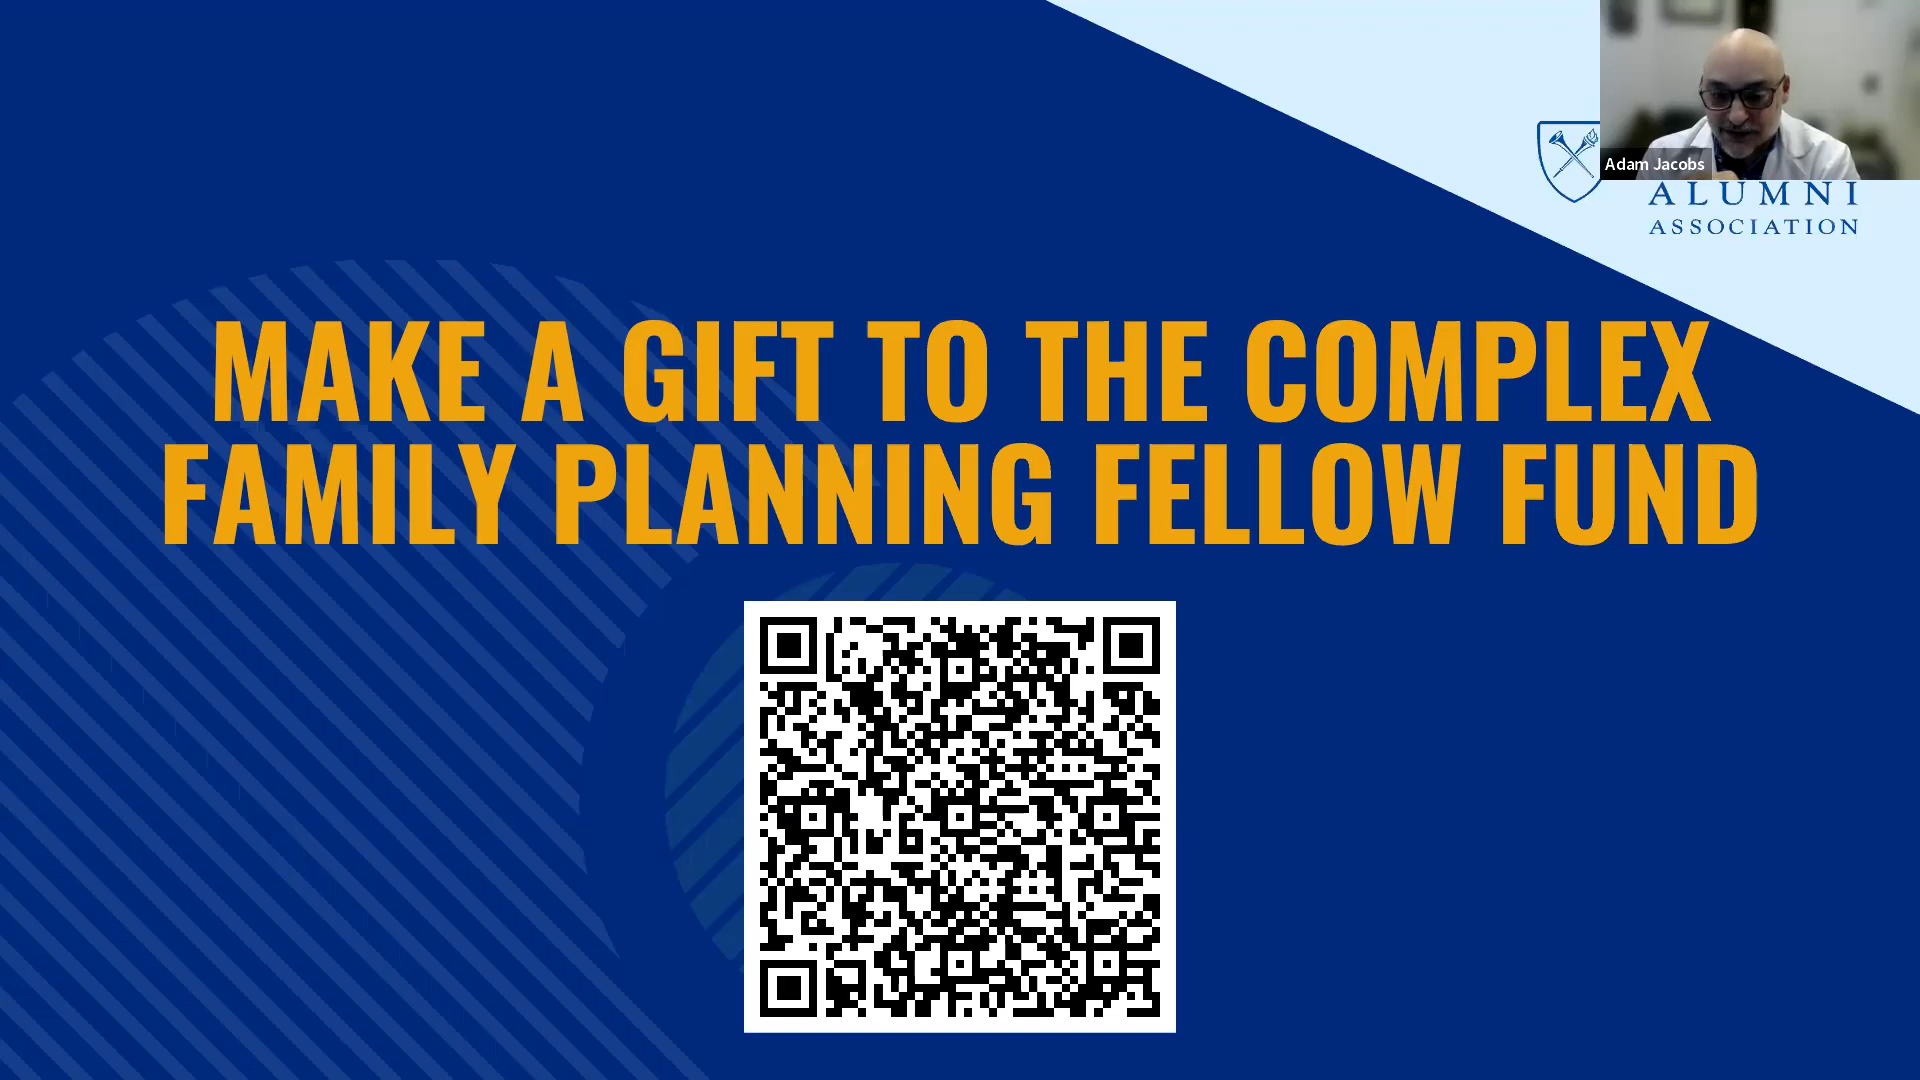 Adam Jacobs
ALUMNI
ASSOCIATION
MAKE A GIFT TO THE COMPLEX
FAMILY PLANNING FELLOW FUND